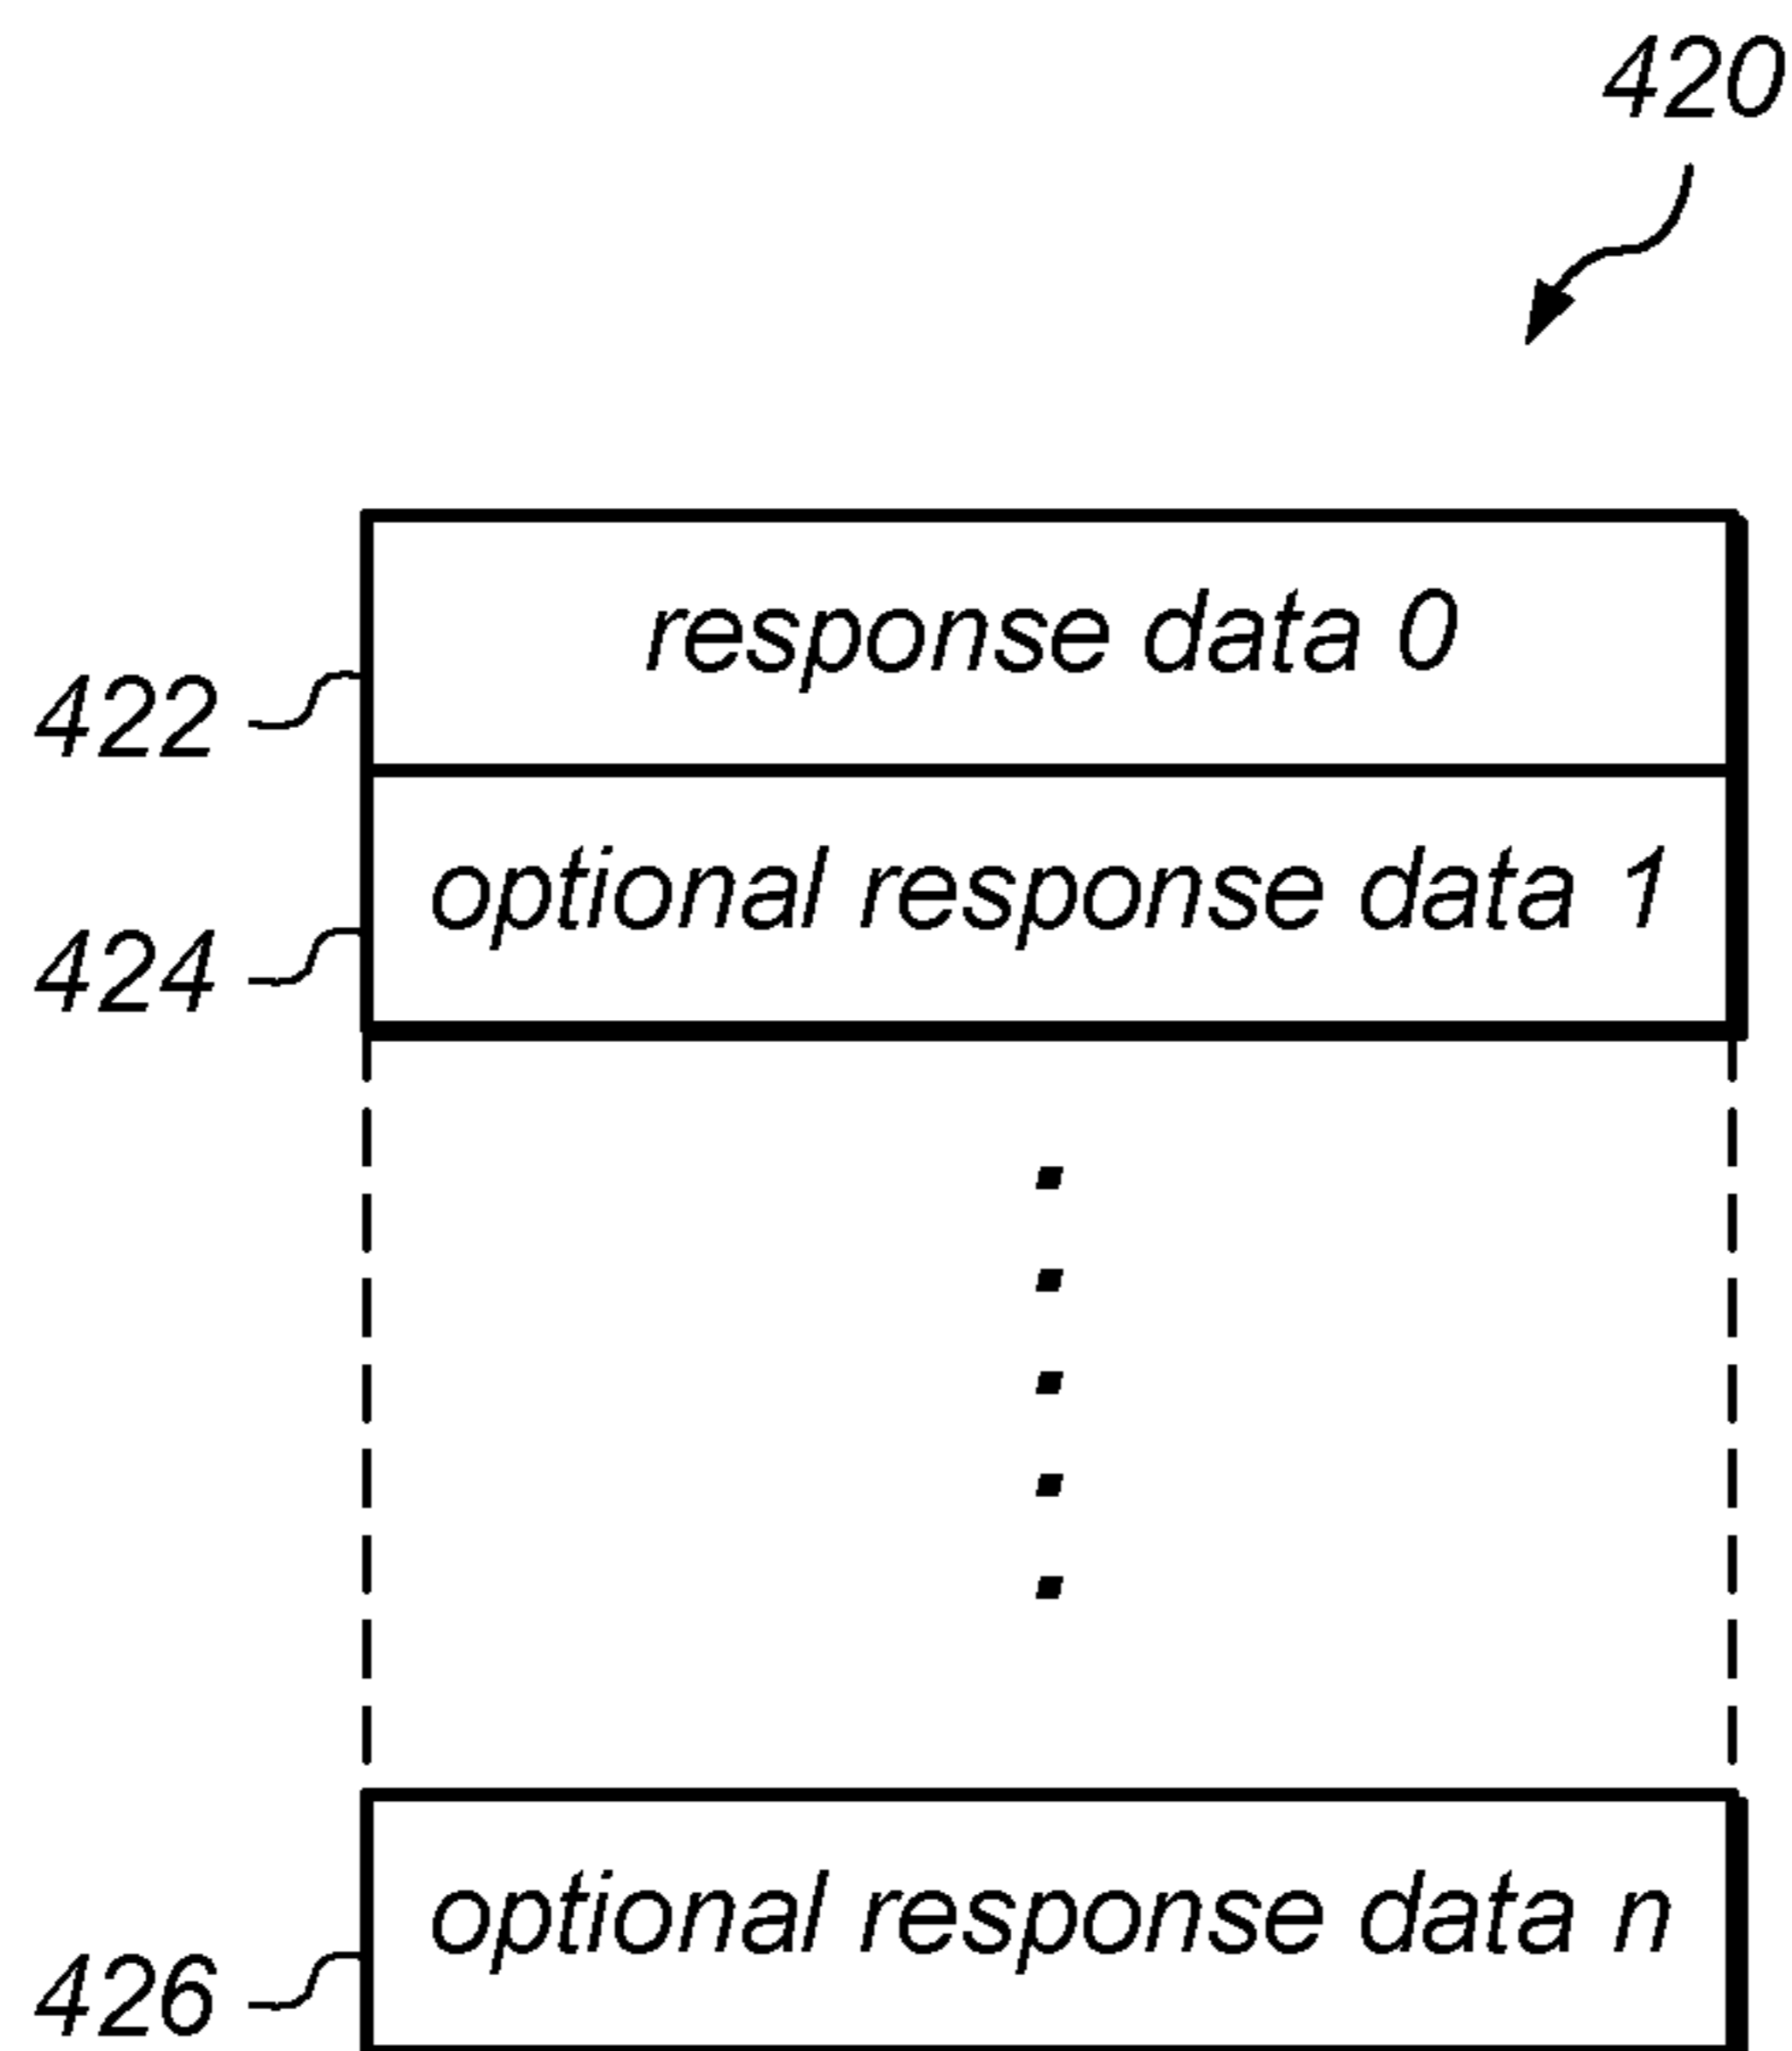 420
response data 0
422
optional response data 1
424
optional response data n
426